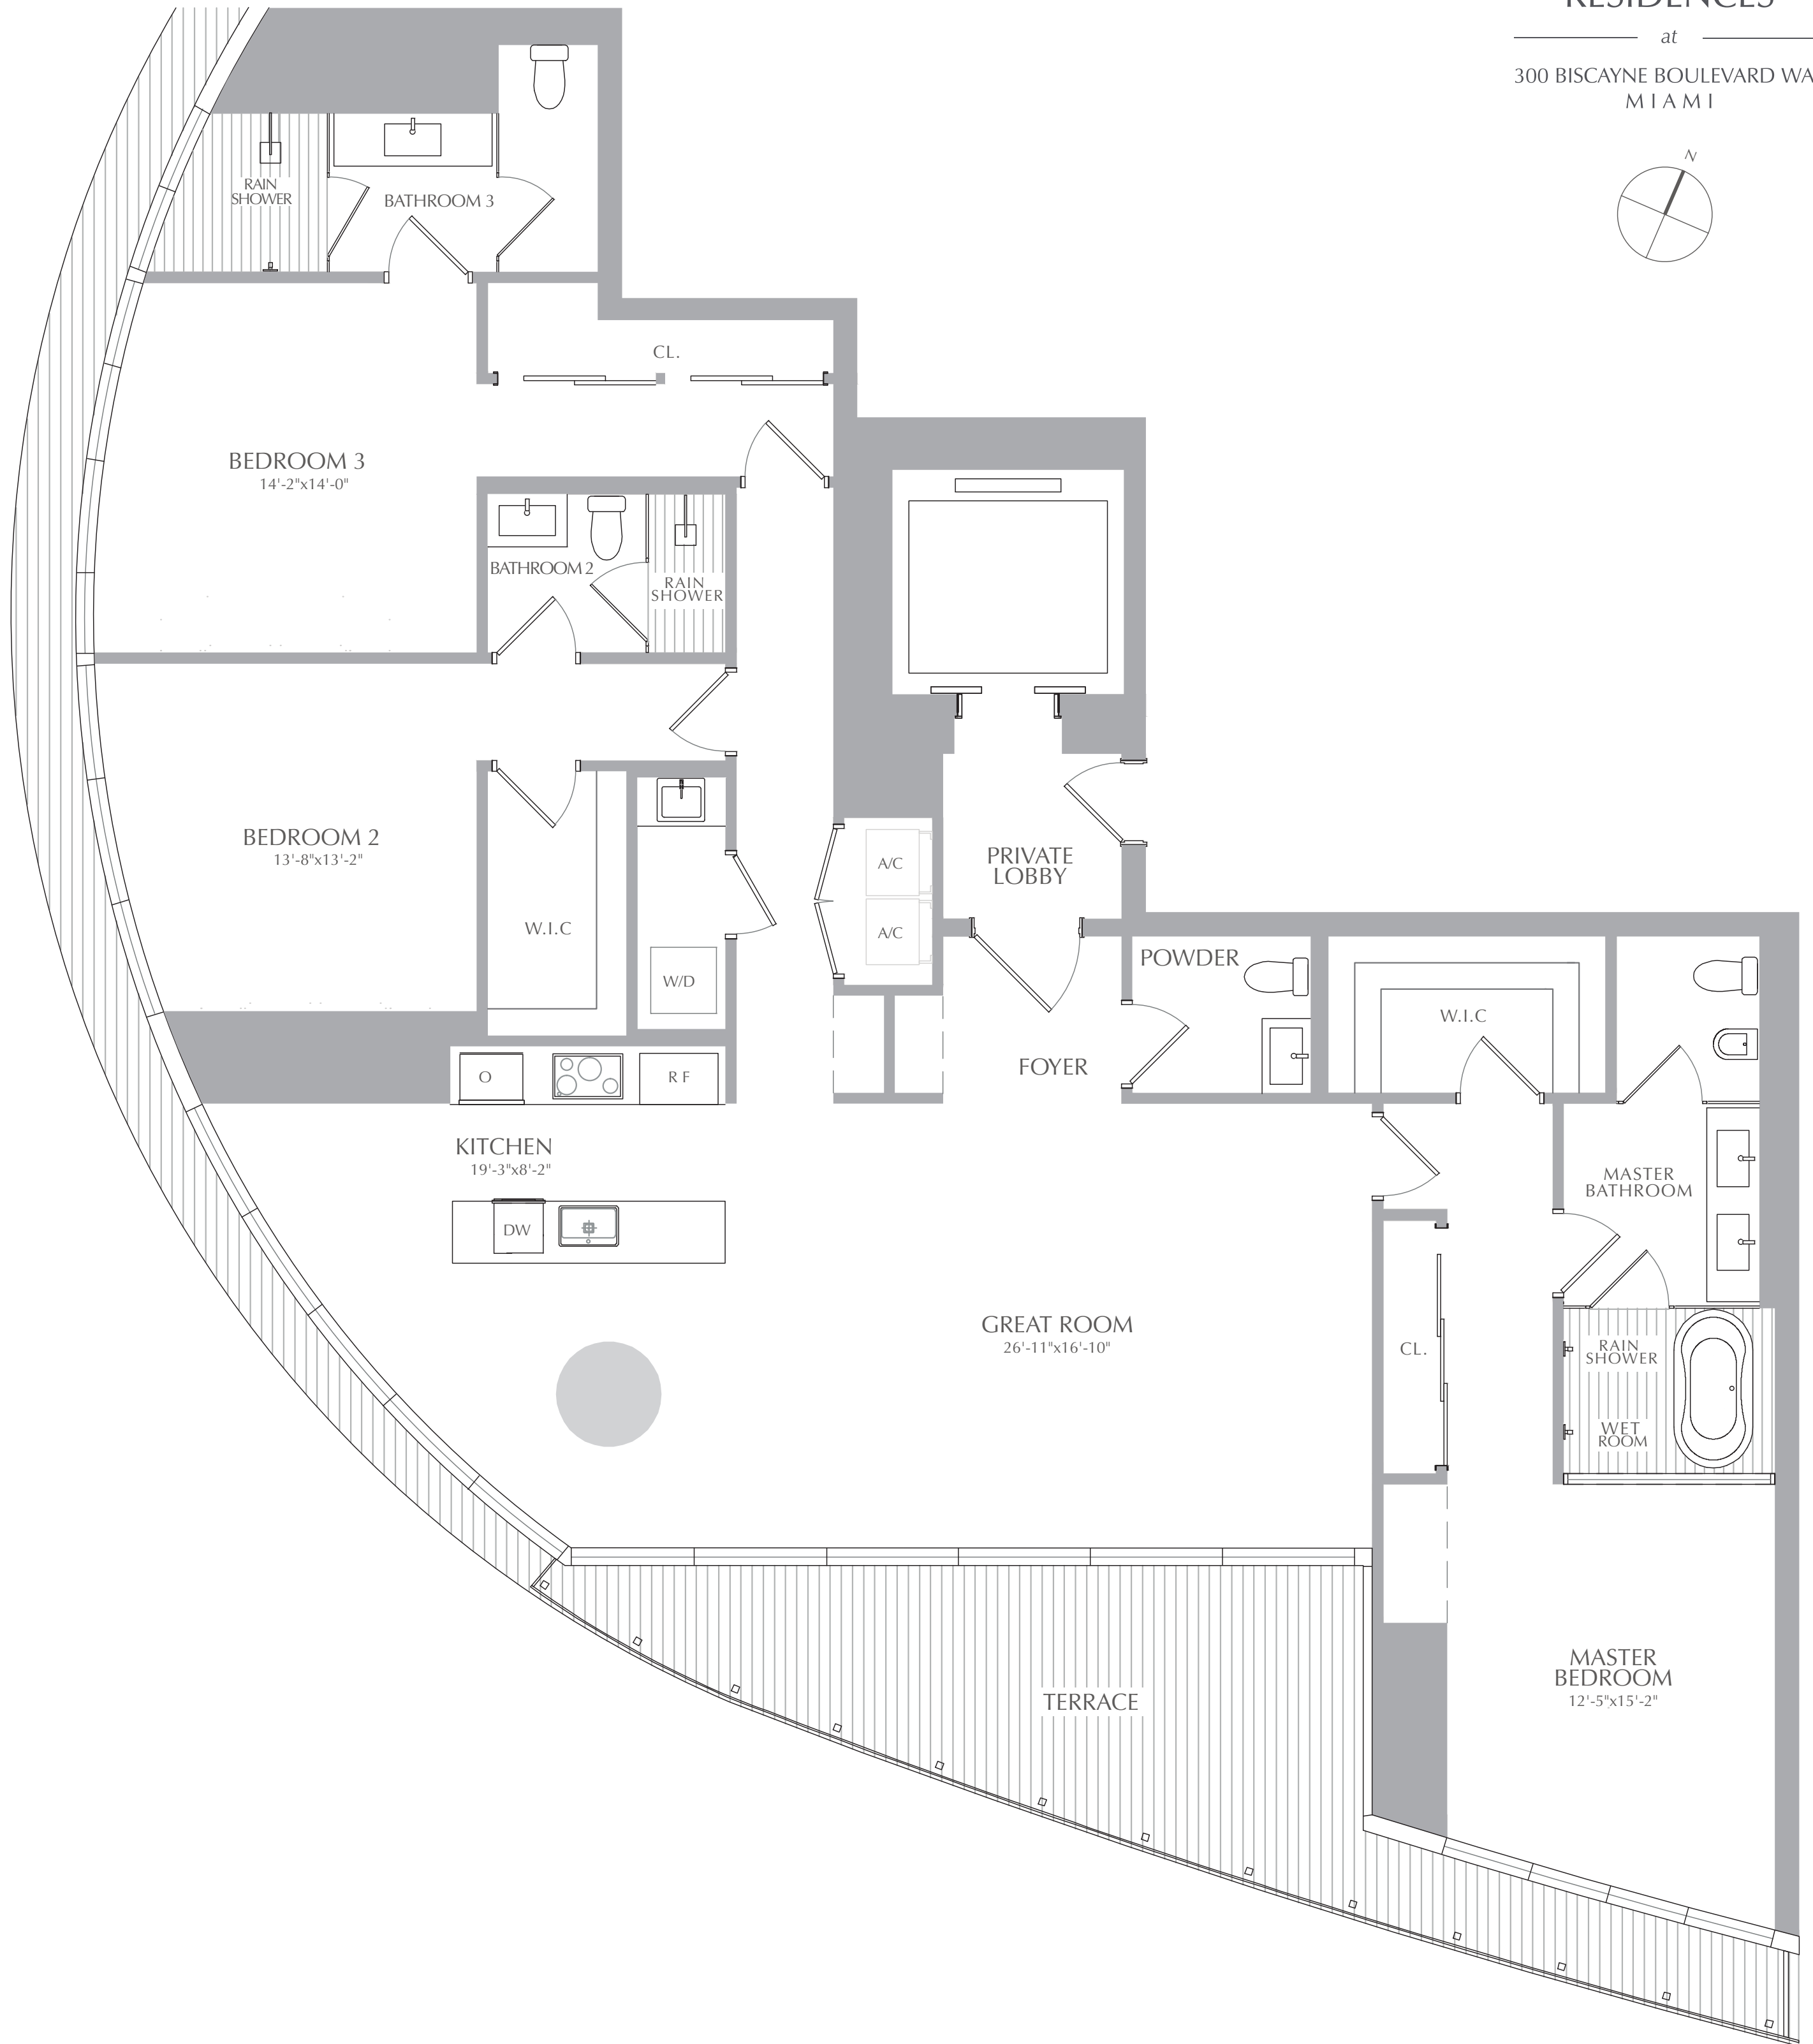 RESIDENCES
at
300 BISCAYNE BOULEVARD WA
MIAMI
N
RAIN
SHOWER
BATHROOM 3
CL.
BEDROOM 3
14'-2"x14'-0"
BATHROOM 2
RAIN
SHOWER
BEDROOM 2
13'-8"x13'-2"
W.I.C
W/D
A/C
A/C
PRIVATE
LOBBY
POWDER
W.I.C
FOYER
O
RF
KITCHEN
19'-3"x8'-2"
DW
MASTER
BATHROOM
GREAT ROOM
26'-11"x16'-10"
CL.
RAIN
SHOWER
WET
ROOM
TERRACE
MASTER
BEDROOM
12'-5"x15'-2"